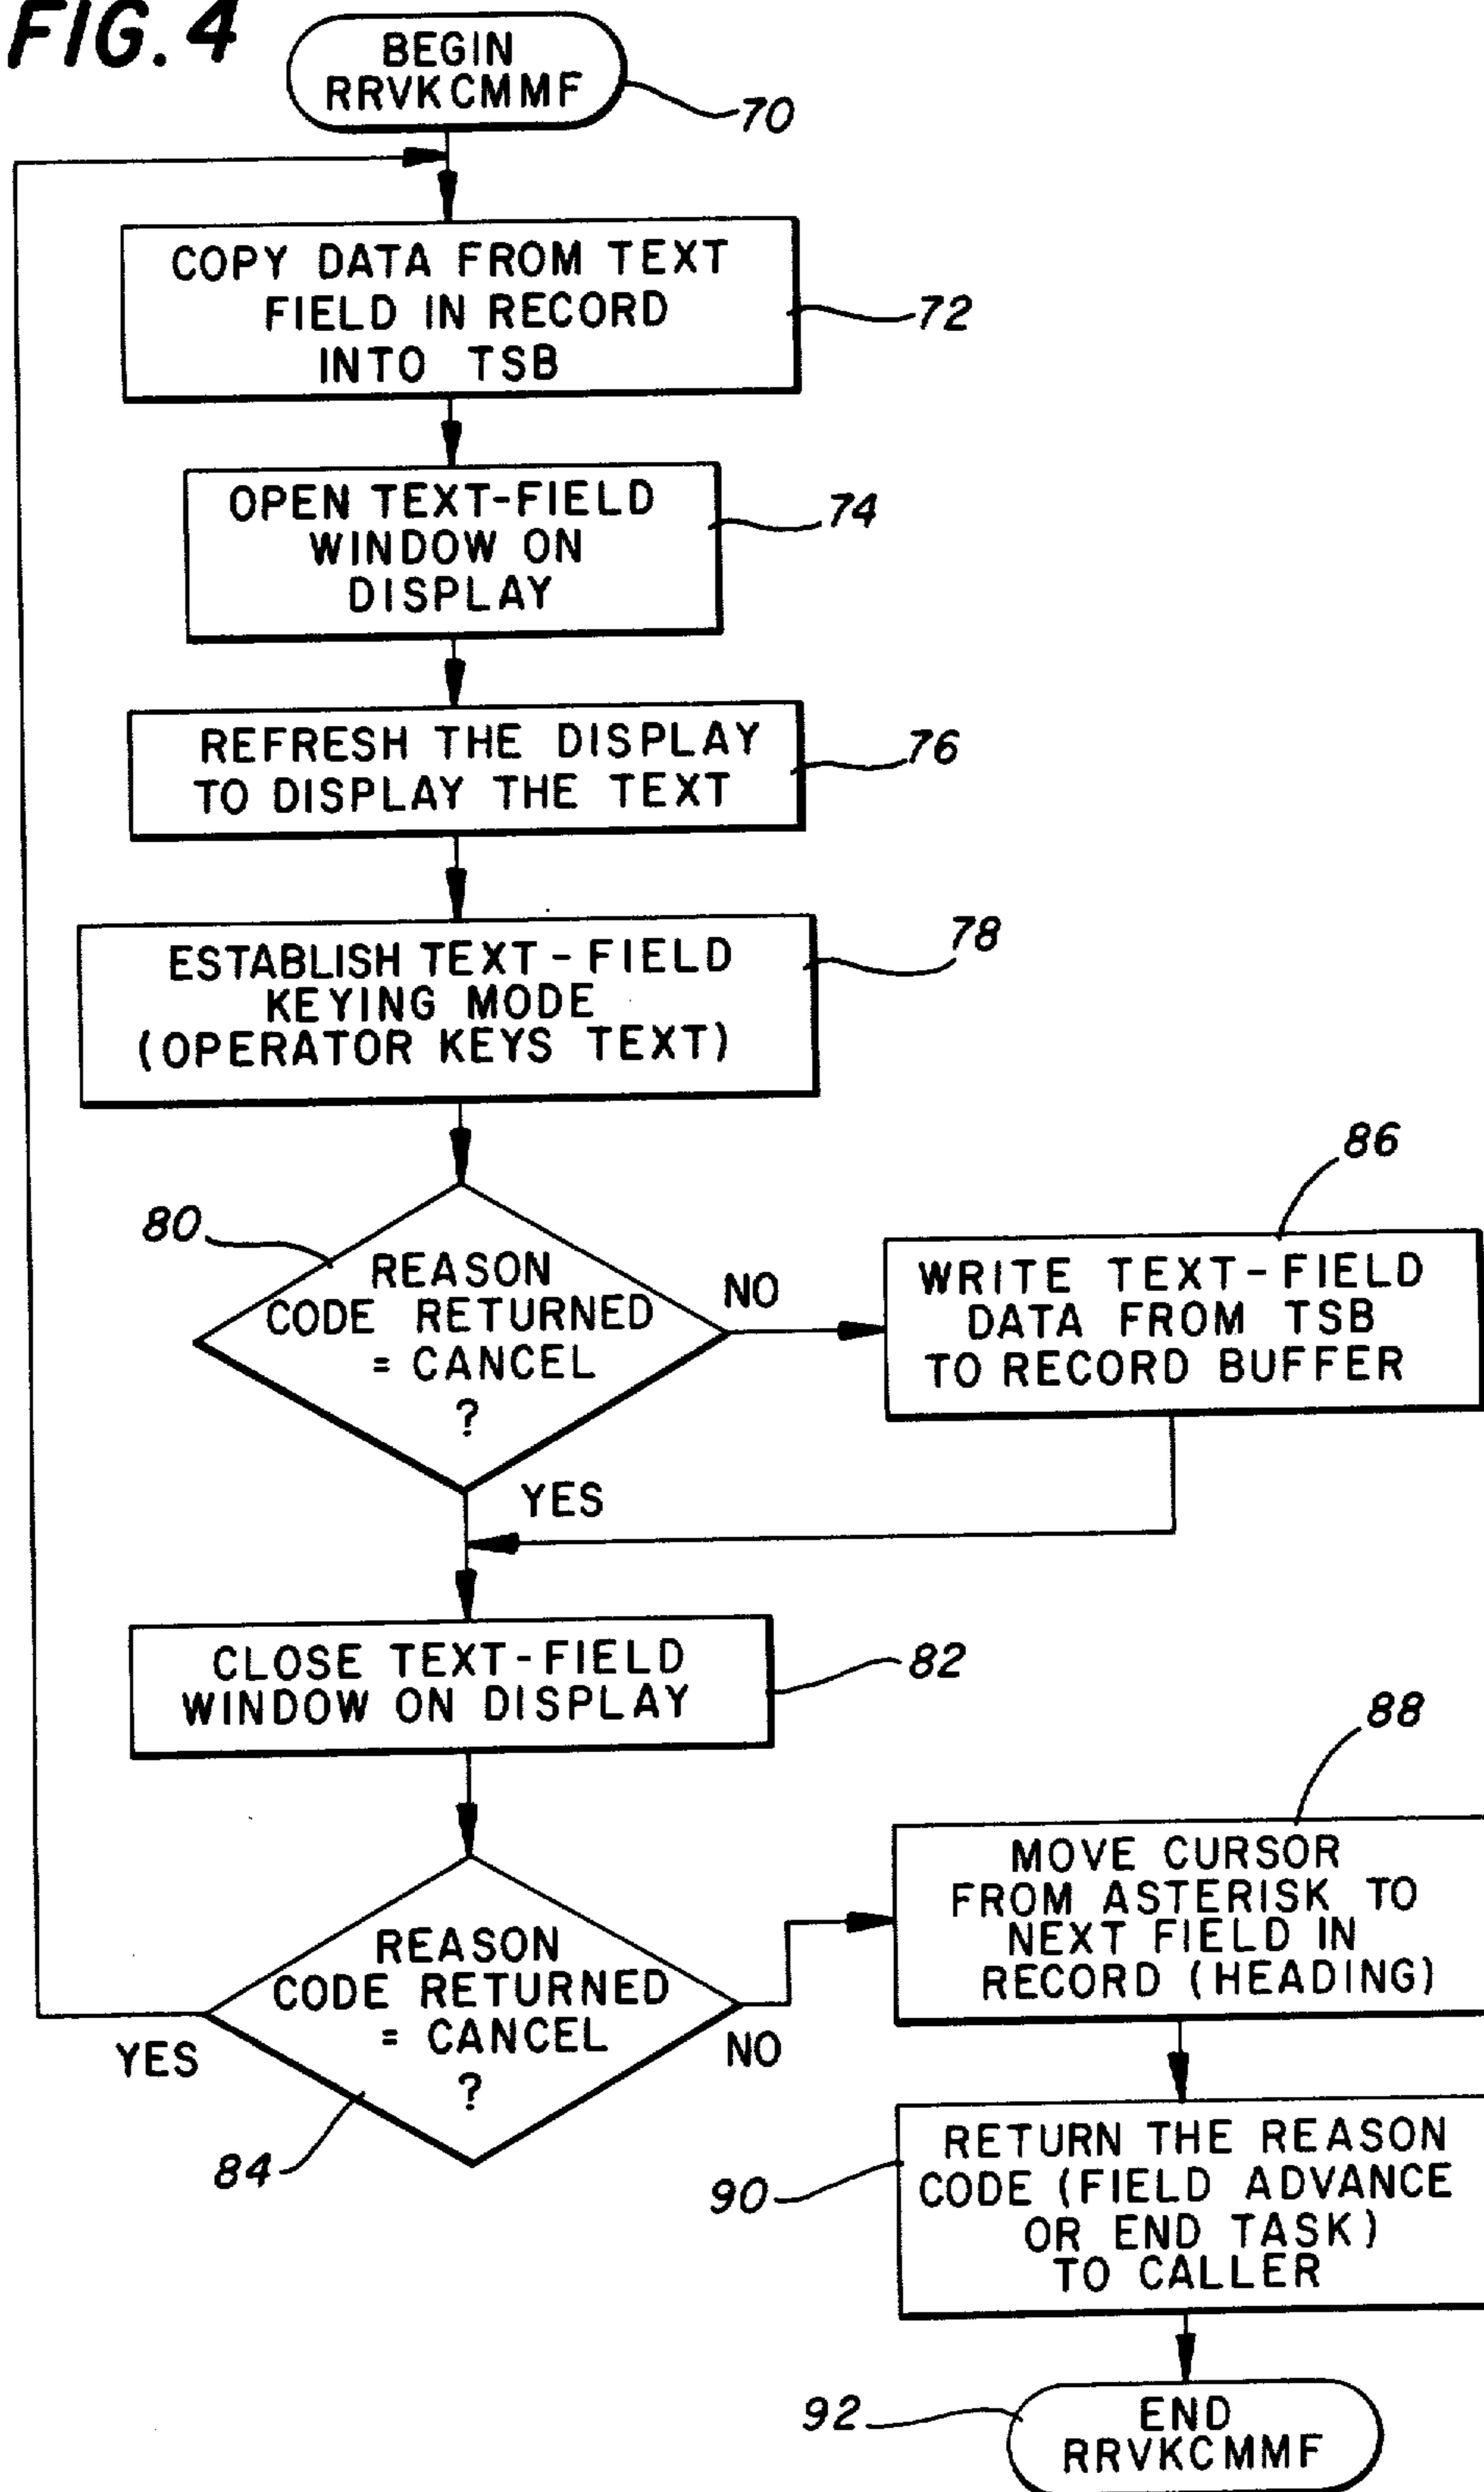 FIG. 4
BEGIN
RRVKCMMF
70
COPY DATA FROM TEXT
FIELD IN RECORD
INTO TSB
72
OPEN TEXT-FIELD
WINDOW ON
DISPLAY
74
REFRESH THE DISPLAY
TO DISPLAY THE TEXT
76
ESTABLISH TEXT-FIELD
KEYING MODE
(OPERATOR KEYS TEXT)
78
80
REASON
CODE RETURNED
= CANCEL
?
NO
YES
86
WRITE TEXT-FIELD
DATA FROM TSB
TO RECORD BUFFER
CLOSE TEXT-FIELD
WINDOW ON DISPLAY
82
REASON
CODE RETURNED
= CANCEL
?
YES
NO
84
88
MOVE CURSOR
FROM ASTERISK TO
NEXT FIELD IN
RECORD (HEADING)
90
RETURN THE REASON
CODE (FIELD ADVANCE
OR END TASK)
TO CALLER
92
END
RRVKCMMF